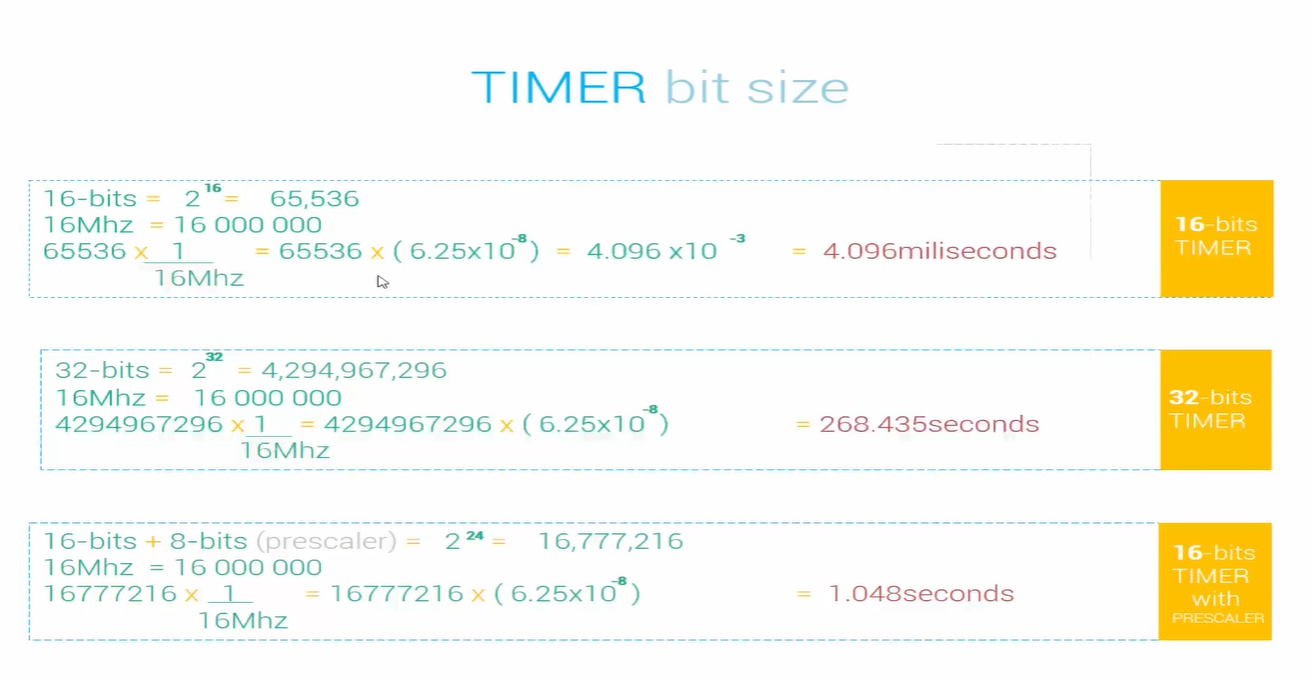 TIMER bit size
16-bits = 2^16 = 65,536
16Mhz = 16 000 000
65536 x 1 = 65536 x ( 6.25x10^-8 ) = 4.096 x10^-3 = 4.096miliseconds
16Mhz
16-bits
TIMER
32-bits = 2^32 = 4,294,967,296
16Mhz = 16 000 000
4294967296 x 1 = 4294967296 x ( 6.25x10^-8 ) = 268.435seconds
16Mhz
32-bits
TIMER
16-bits + 8-bits (prescaler) = 2^24 = 16,777,216
16Mhz = 16 000 000
16777216 x 1 = 16777216 x ( 6.25x10^-8 ) = 1.048seconds
16Mhz
16-bits
TIMER
with
PRESCALER